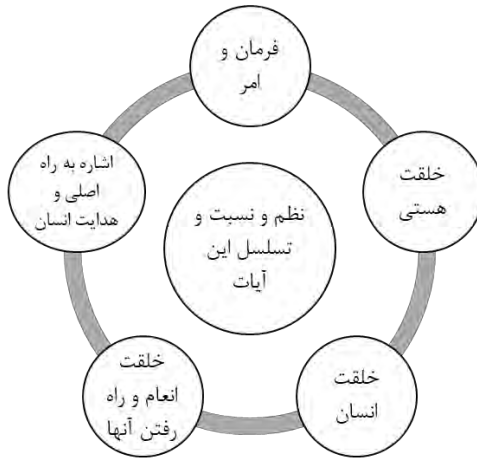 فرمان و
امر
خلقت
هستی
خلقت
انسان
خلقت
انعام و راه
رفتن آنها
اشاره به راه
اصلی و
هدایت انسان
نظم و نسبت و
تسلسل این
آیات